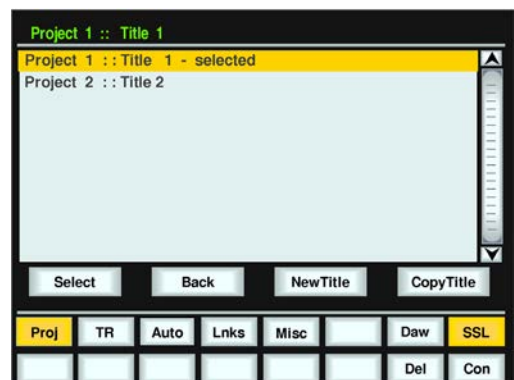 Project 1 :: Title 1
Project 1 :: Title 1 - selected
Project 2 :: Title 2
Select Back NewTitle CopyTitle
Proj TR Auto Lnks Misc Daw SSL
Del Con